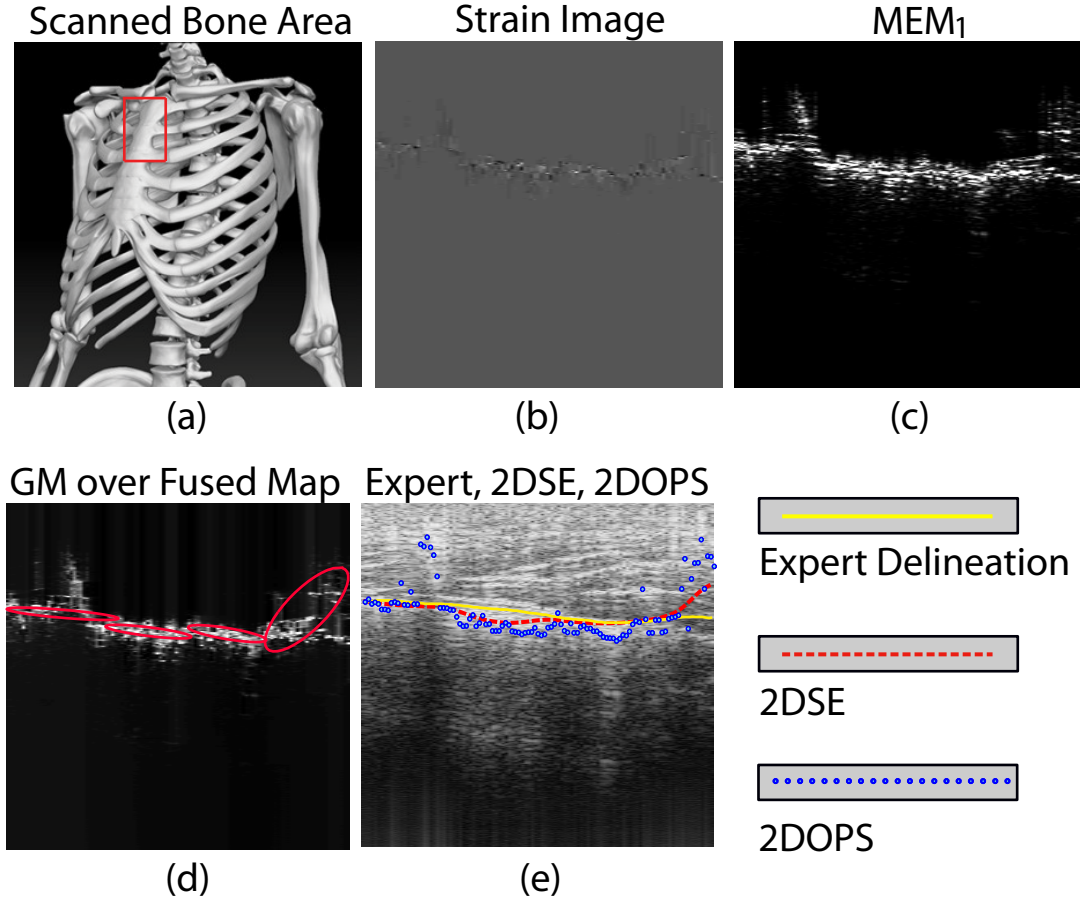 Scanned Bone Area
Strain Image
MEM1
(a)
(b)
(c)
GM over Fused Map
Expert, 2DSE, 2DOPS
Expert Delineation
2DSE
2DOPS
(d)
(e)